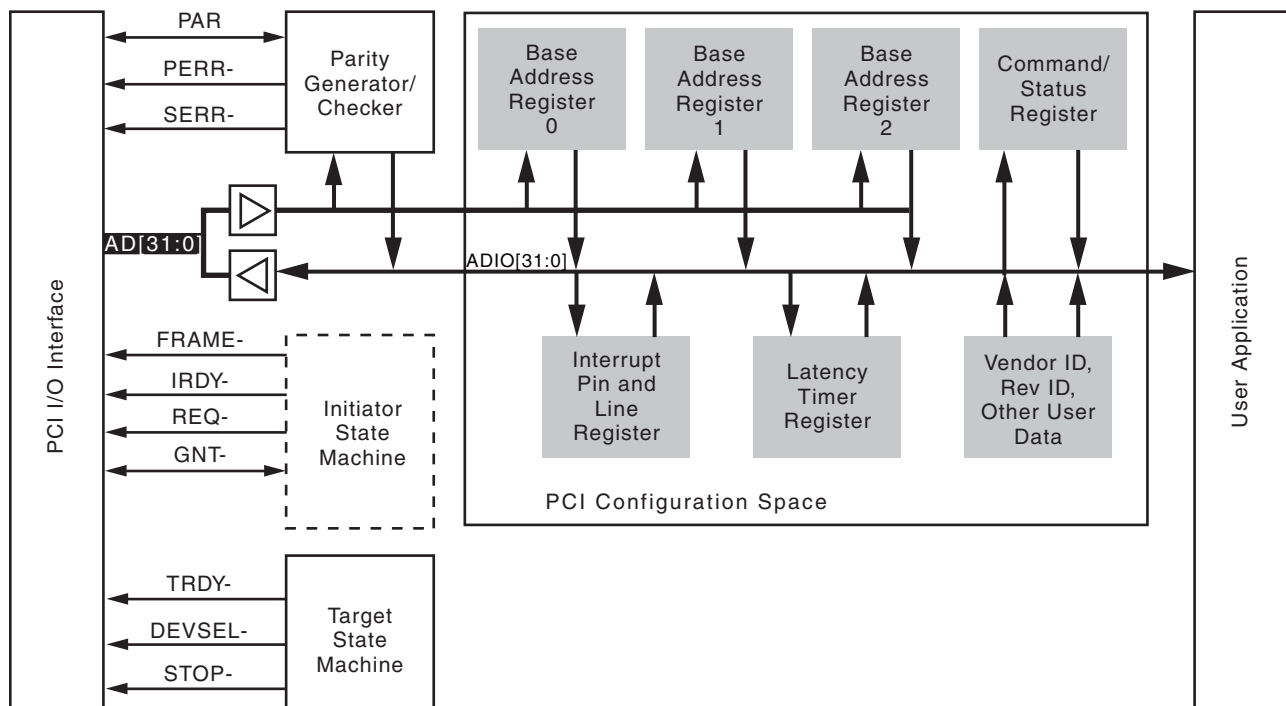 PCI I/O Interface
PAR
PERR-
SERR-
Parity
Generator/
Checker
Base
Address
Register
0
Base
Address
Register
1
Base
Address
Register
2
Command/
Status
Register
AD[31:0]
ADIO[31:0]
FRAME-
IRDY-
REQ-
GNT-
Initiator
State
Machine
Interrupt
Pin and
Line
Register
Latency
Timer
Register
Vendor ID,
Rev ID,
Other User
Data
PCI Configuration Space
TRDY-
DEVSEL-
STOP-
Target
State
Machine
User Application